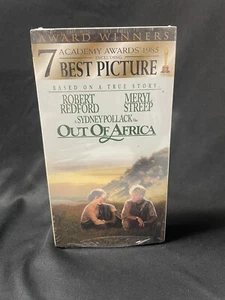 AWARD WINNERS
7 ACADEMY AWARDS 1985
INCLUDING
BEST PICTURE
BASED ON A TRUE STORY
ROBERT MERYL
REDFORD STREEP
A SYDNEY POLLACK Film
OUT OF AFRICA